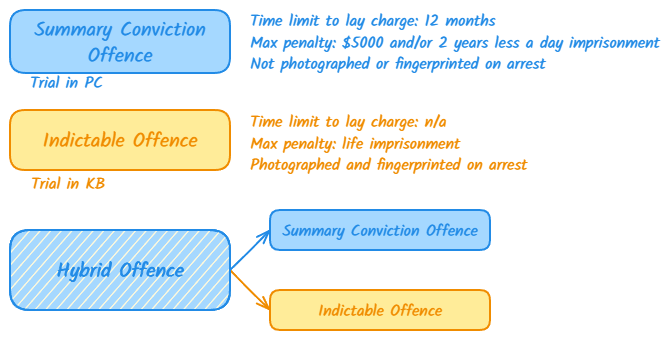 Summary Conviction
Offence
Time limit to lay charge: 12 months
Max penalty: $5000 and/or 2 years less a day imprisonment
Not photographed or fingerprinted on arrest
Trial in PC
Indictable Offence
Time limit to lay charge: n/a
Max penalty: life imprisonment
Photographed and fingerprinted on arrest
Trial in KB
Hybrid Offence
Summary Conviction Offence
Indictable Offence